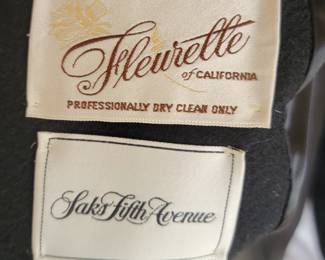 Fleurette
of CALIFORNIA
PROFESSIONALLY DRY CLEAN ONLY
Saks Fifth Avenue